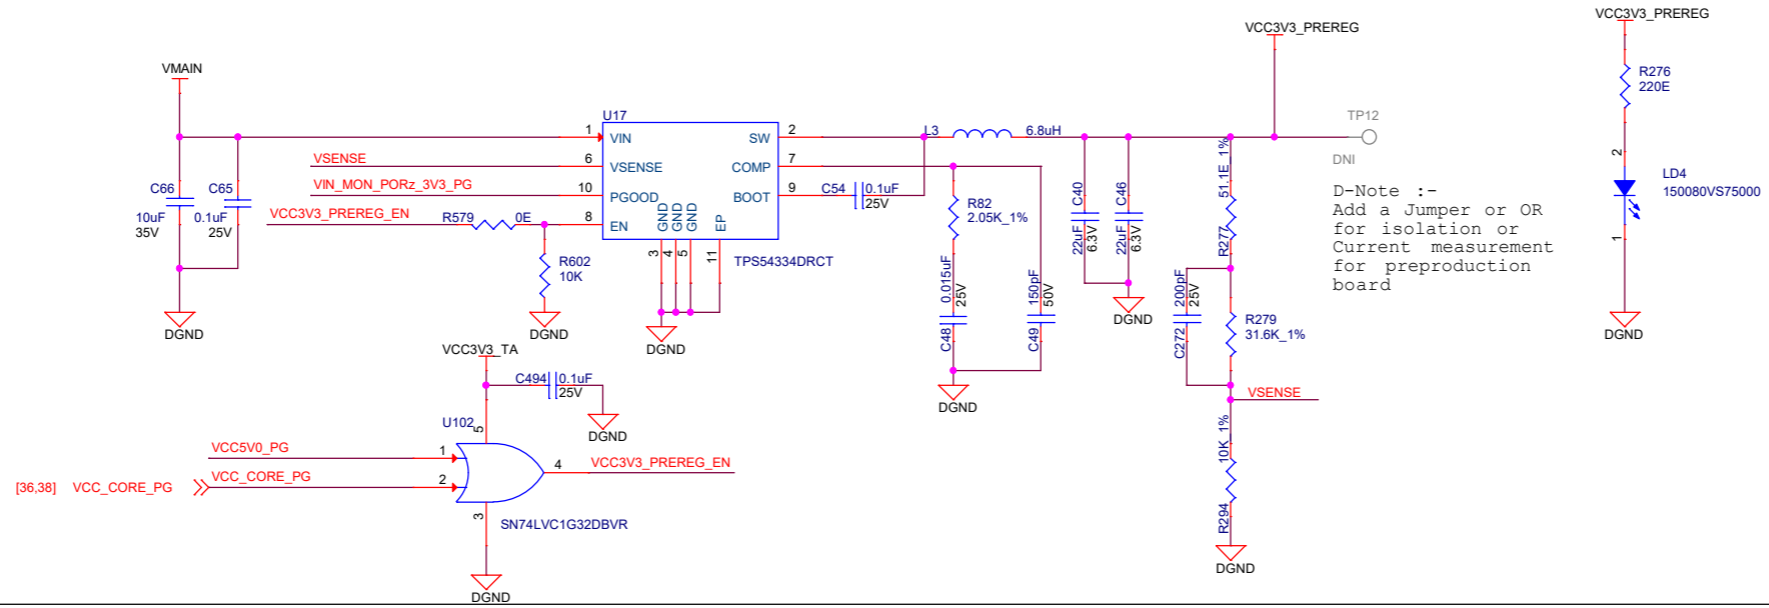 VCC3V3_PREREG
VCC3V3_PREREG
VMAIN
R276
220E
U17
1
VIN
SW
2
L3
6.8uH
TP12
DNI
VSENSE
6
VSENSE
COMP
7
VIN_MON_PORz_3V3_PG
10
PGOOD
BOOT
9
C54
0.1uF
25V
VCC3V3_PREREG_EN
R579
0E
8
EN
GND
GND
GND
EP
3
4
5
11
TPS54334DRCT
C66
10uF
35V
C65
0.1uF
25V
DGND
R602
10K
DGND
DGND
R82
2.05K_1%
C48
0.015uF
25V
C49
150pF
50V
DGND
C40
22uF
6.3V
C46
22uF
6.3V
DGND
R277
51.1E_1%
C272
200pF
25V
R279
31.6K_1%
VSENSE
R294
10K_1%
DGND
D-Note :-
Add a Jumper or OR
for isolation or
Current measurement
for preproduction
board
2
LD4
150080VS75000
1
DGND
VCC3V3_TA
C494
0.1uF
25V
DGND
U102
5
VCC5V0_PG
1
[36,38] VCC_CORE_PG
VCC_CORE_PG
2
4
VCC3V3_PREREG_EN
3
SN74LVC1G32DBVR
DGND